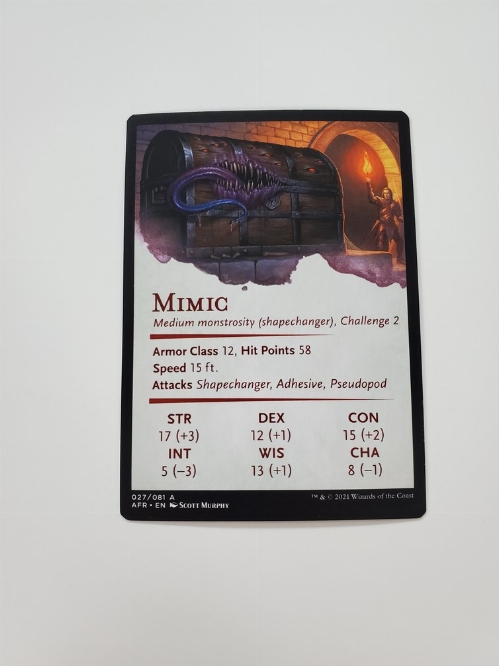 MIMIC
Medium monstrosity (shapechanger), Challenge 2
Armor Class 12, Hit Points 58
Speed 15 ft.
Attacks Shapechanger, Adhesive, Pseudopod
STR DEX CON
17 (+3) 12 (+1) 15 (+2)
INT WIS CHA
5 (−3) 13 (+1) 8 (−1)
027/081 A
AFR • EN SCOTT MURPHY
™ & © 2021 Wizards of the Coast